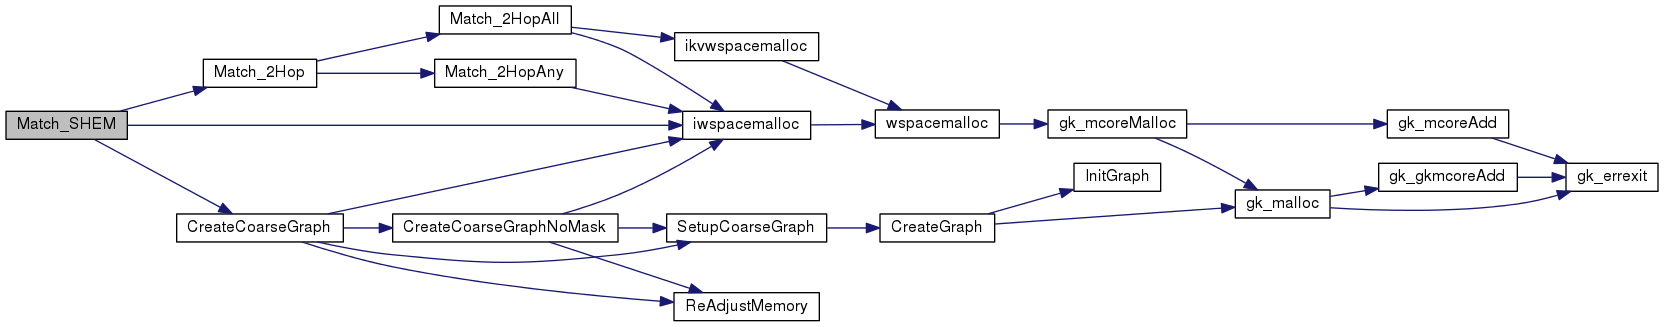 Match_2HopAll
ikvwspacemalloc
Match_2Hop
Match_2HopAny
Match_SHEM
iwspacemalloc
wspacemalloc
gk_mcoreMalloc
gk_mcoreAdd
InitGraph
gk_gkmcoreAdd
gk_errexit
gk_malloc
CreateCoarseGraph
CreateCoarseGraphNoMask
SetupCoarseGraph
CreateGraph
ReAdjustMemory